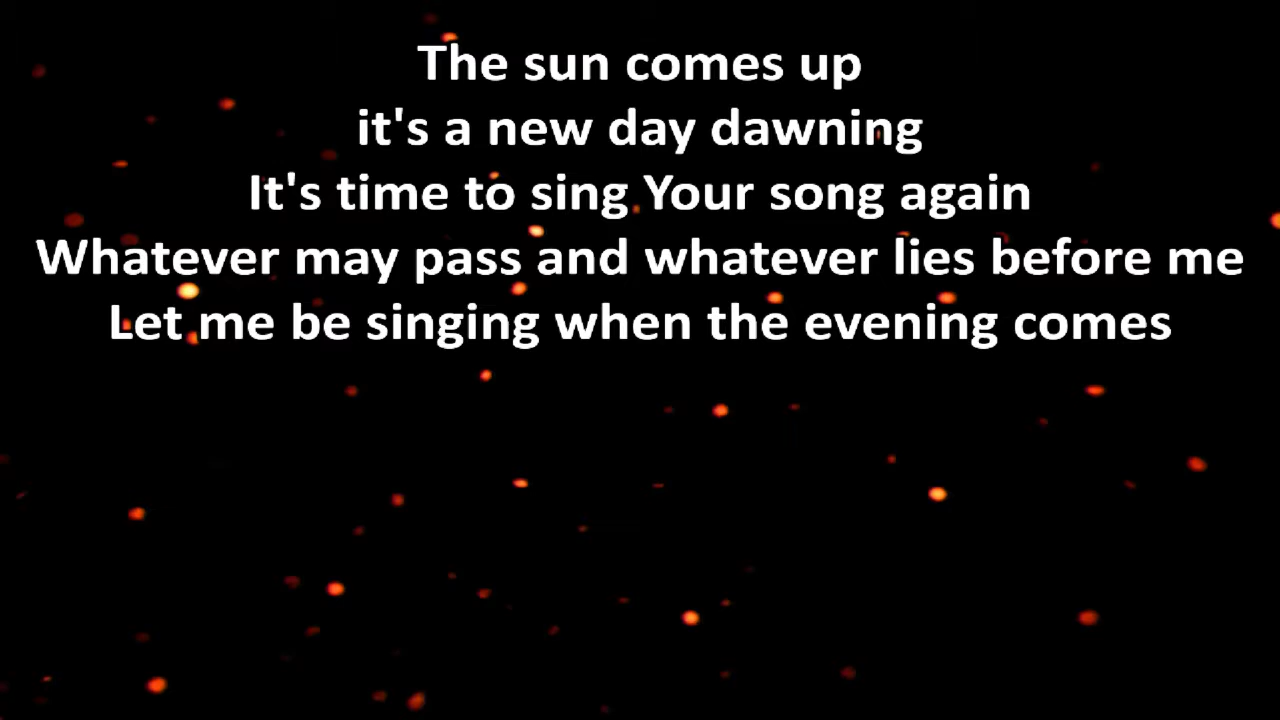 The sun comes up
it's a new day dawning
It's time to sing Your song again
Whatever may pass and whatever lies before me
Let me be singing when the evening comes